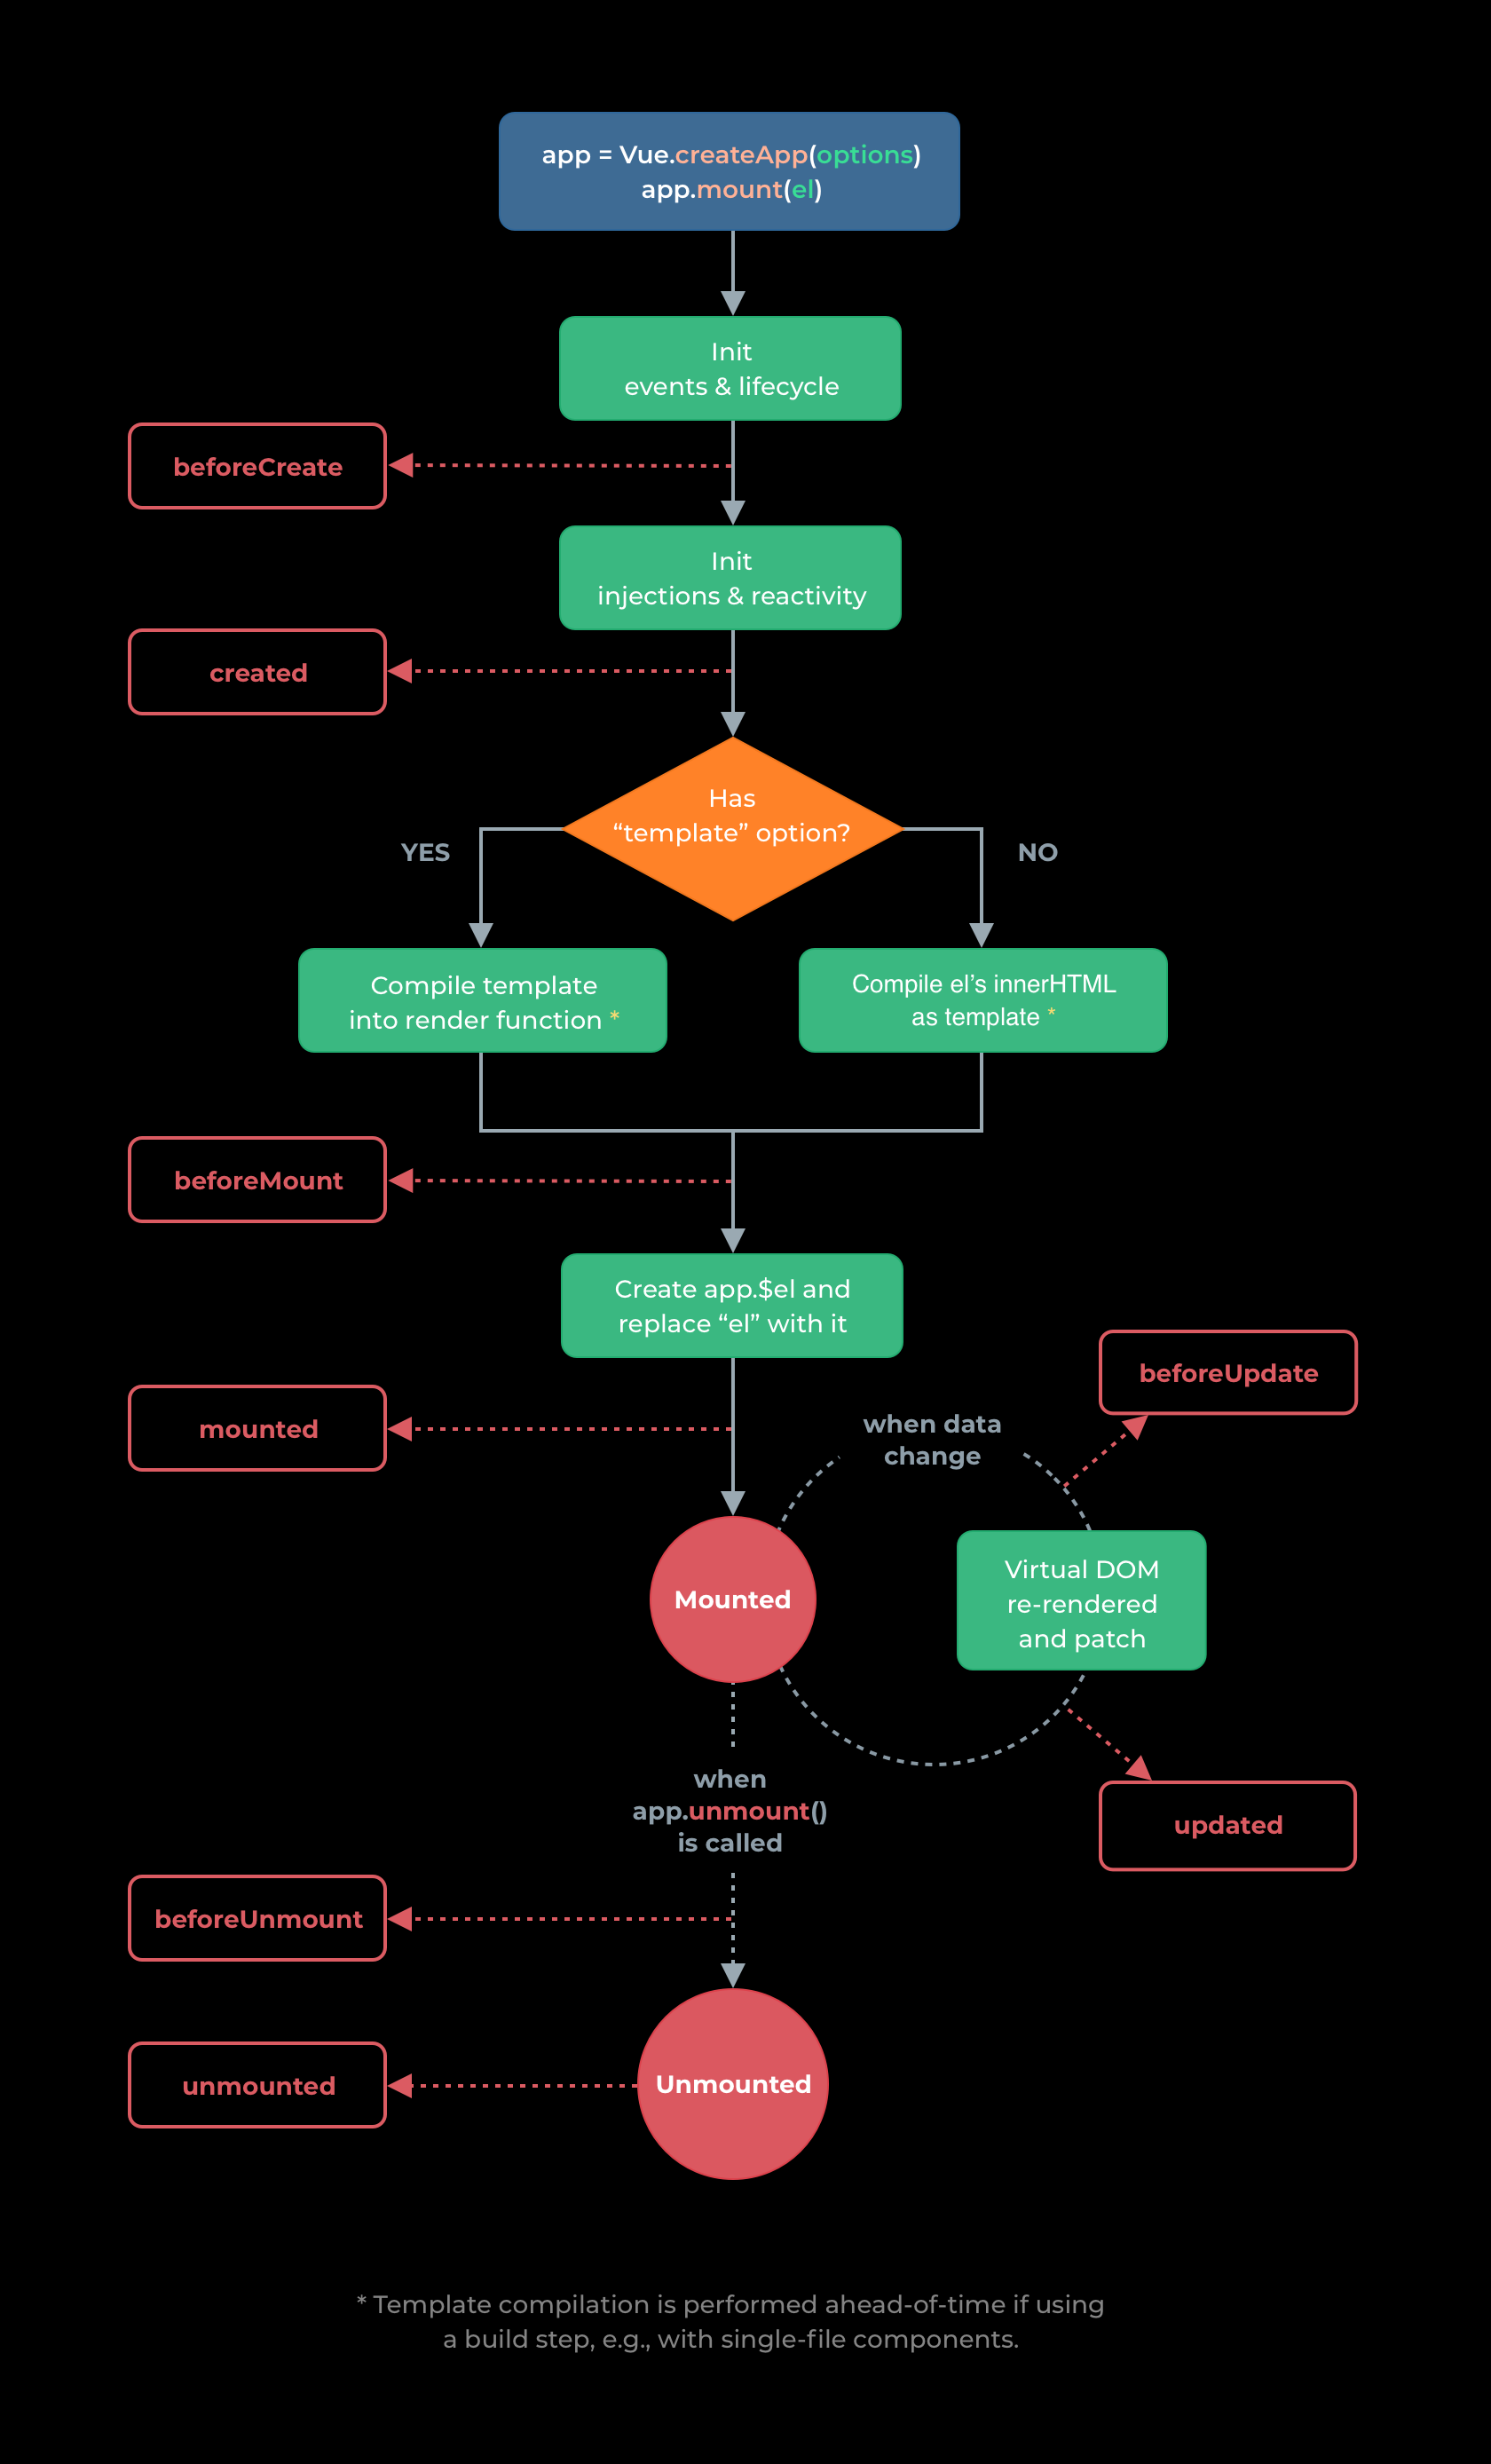 app = Vue.createApp(options)
app.mount(el)
Init
events & lifecycle
beforeCreate
Init
injections & reactivity
created
Has
“template” option?
YES
NO
Compile template
into render function *
Compile el’s innerHTML
as template *
beforeMount
Create app.$el and
replace “el” with it
beforeUpdate
mounted
when data
change
Mounted
Virtual DOM
re-rendered
and patch
when
app.unmount()
is called
updated
beforeUnmount
Unmounted
unmounted
* Template compilation is performed ahead-of-time if using
a build step, e.g., with single-file components.